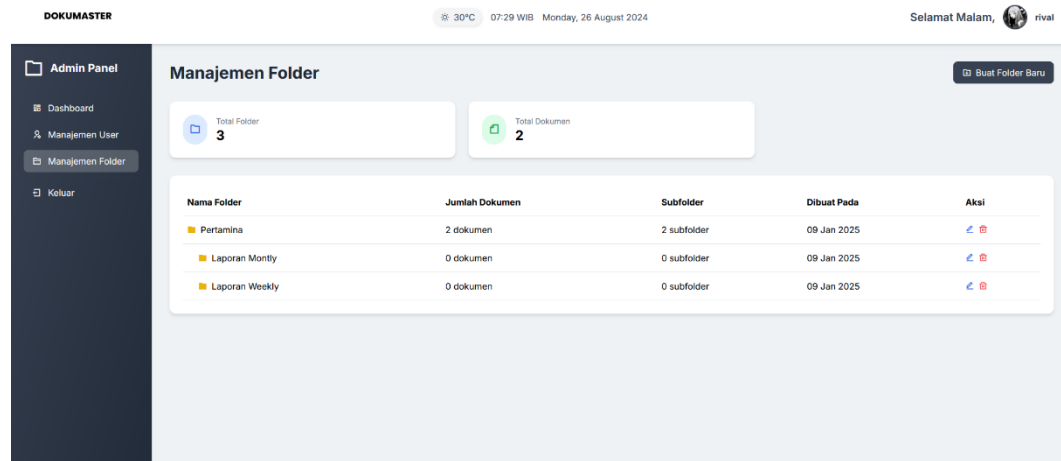 DOKUMASTER
30°C 07:29 WIB Monday, 26 August 2024
Selamat Malam, rival
Admin Panel
Dashboard
Manajemen User
Manajemen Folder
Keluar
Manajemen Folder
Buat Folder Baru
Total Folder
3
Total Dokumen
2
Nama Folder Jumlah Dokumen Subfolder Dibuat Pada Aksi
Pertamina 2 dokumen 2 subfolder 09 Jan 2025
Laporan Montly 0 dokumen 0 subfolder 09 Jan 2025
Laporan Weekly 0 dokumen 0 subfolder 09 Jan 2025